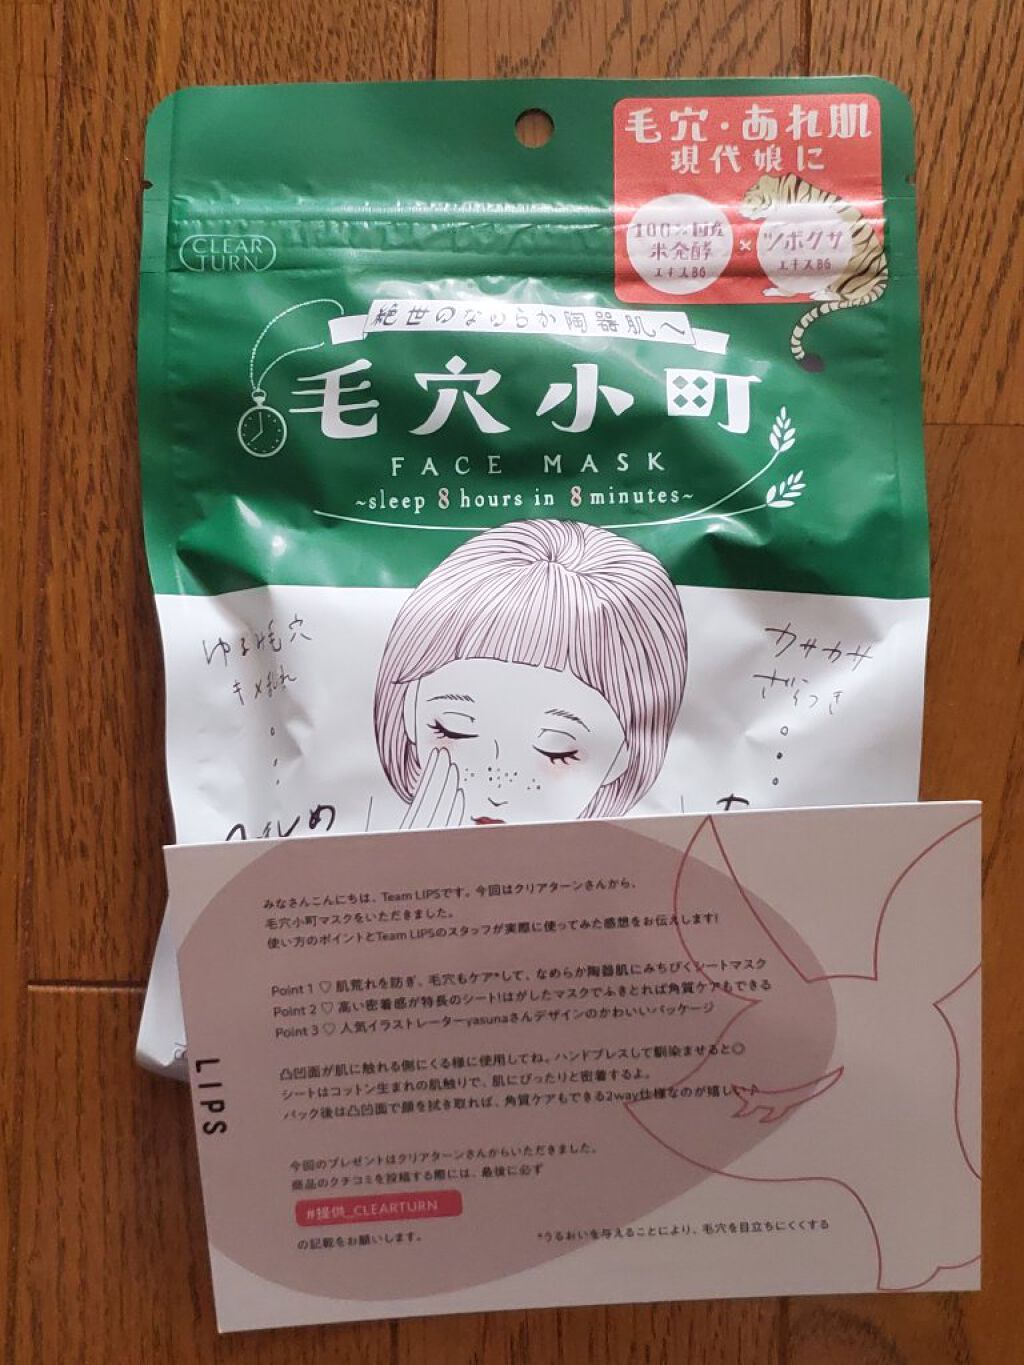 毛穴・あれ肌
現代娘に
CLEAR
TURN
100%国産
米発酵
エキスBG
×
ツボクサ
エキスBG
絶世のなめらか陶器肌へ
毛穴小町
FACE MASK
~sleep 8 hours in 8 minutes~
ゆるみ毛穴
キメ乱れ
カサカサ
ざらつき
みなさんこんにちは、Team LIPSです。今回はクリアターンさんから、
毛穴小町マスクをいただきました。
使い方のポイントとTeam LIPSのスタッフが実際に使ってみた感想をお伝えします!
Point 1 ♡ 肌荒れを防ぎ、毛穴もケア*して、なめらか陶器肌にみちびくシートマスク
Point 2 ♡ 高い密着感が特長のシート!はがしたマスクでふきとれば角質ケアもできる
Point 3 ♡ 人気イラストレーターyasunaさんデザインのかわいいパッケージ
凸凹面が肌に触れる側にくる様に使用してね。ハンドプレスして馴染ませると◎
シートはコットン生まれの肌触りで、肌にぴったりと密着するよ。
パック後は凸凹面で顔を拭き取れば、角質ケアもできる2way仕様なのが嬉しい♪
LIPS
今回のプレゼントはクリアターンさんからいただきました。
商品のクチコミを投稿する際には、最後に必ず
#提供_CLEARTURN
の記載をお願いします。
*うるおいを与えることにより、毛穴を目立ちにくくする